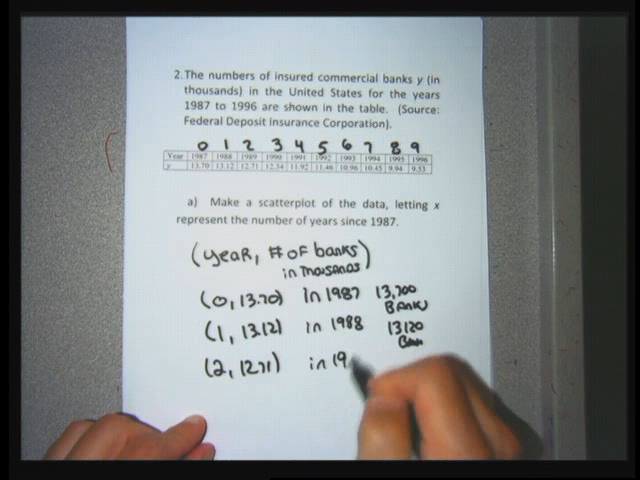 2. The numbers of insured commercial banks y (in
thousands) in the United States for the years
1987 to 1996 are shown in the table. (Source:
Federal Deposit Insurance Corporation).
0 1 2 3 4 5 6 7 8 9
Year 1987 1988 1989 1990 1991 1992 1993 1994 1995 1996
y 13.70 13.12 12.71 12.34 11.92 11.46 10.96 10.45 9.94 9.53
a) Make a scatterplot of the data, letting x
represent the number of years since 1987.
(year, # of banks
in thousands)
(0, 13.70) in 1987 13,700
Banks
(1, 13.12) in 1988 13120
Ban
(2, 12.71) in 19